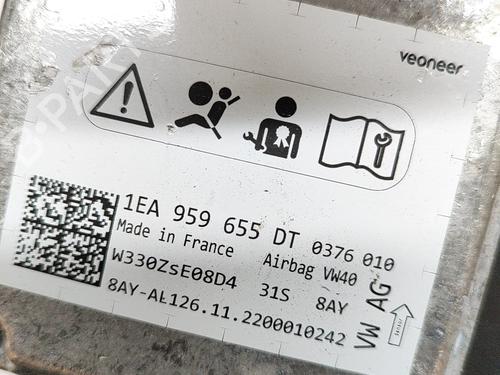 veoneer
1EA 959 655 DT 0376 010
Made in France Airbag VW40
W330ZsE08D4 31S 8AY
8AY-AŁ126.11.2200010242
VW AG